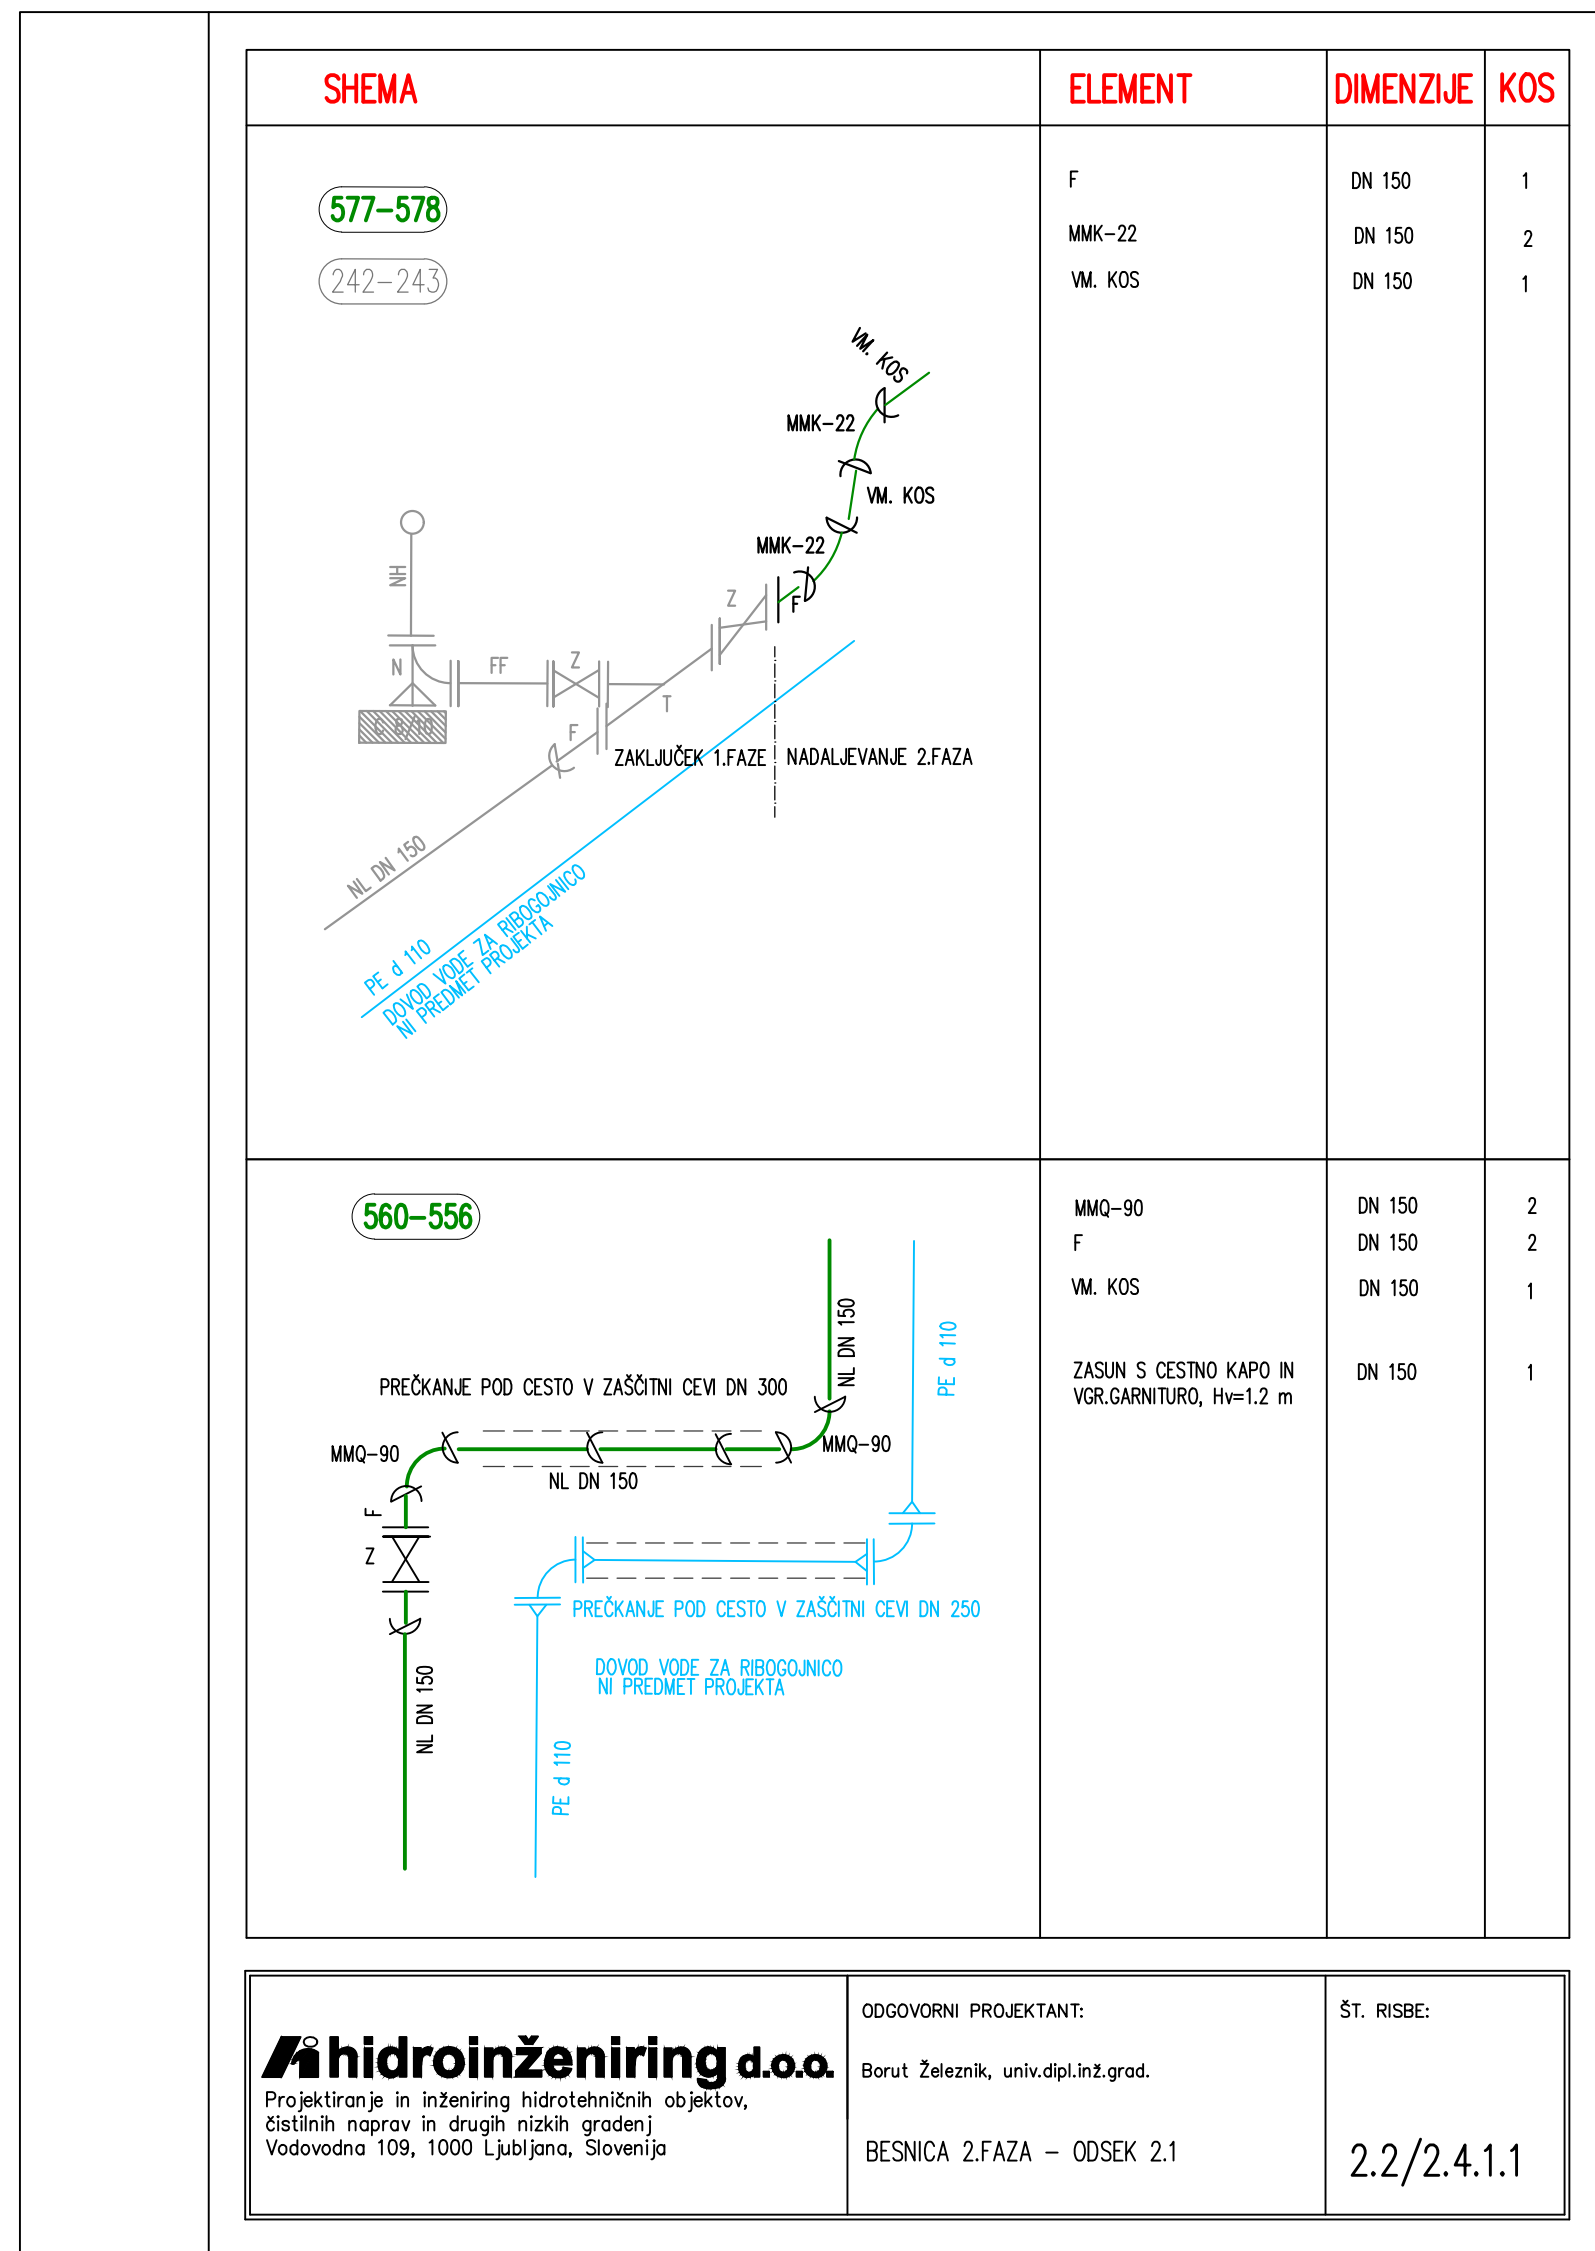 SHEMA
ELEMENT
DIMENZIJE
KOS
577-578
242-243
F DN 150 1
MMK-22 DN 150 2
VM. KOS DN 150 1
VM. KOS
MMK-22
VM. KOS
MMK-22
F
Z
NH
N
FF
Z
T
F
C 8/10
ZAKLJUČEK 1.FAZE
NADALJEVANJE 2.FAZA
NL DN 150
PE d 110
DOVOD VODE ZA RIBOGOJNICO
NI PREDMET PROJEKTA
560-556
MMQ-90 DN 150 2
F DN 150 2
VM. KOS DN 150 1
ZASUN S CESTNO KAPO IN DN 150 1
VGR.GARNITURO, Hv=1.2 m
NL DN 150
PE d 110
PREČKANJE POD CESTO V ZAŠČITNI CEVI DN 300
MMQ-90
MMQ-90
NL DN 150
F
Z
PREČKANJE POD CESTO V ZAŠČITNI CEVI DN 250
DOVOD VODE ZA RIBOGOJNICO
NI PREDMET PROJEKTA
NL DN 150
PE d 110
hidroinženiring d.o.o.
Projektiranje in inženiring hidrotehničnih objektov,
čistilnih naprav in drugih nizkih gradenj
Vodovodna 109, 1000 Ljubljana, Slovenija
ODGOVORNI PROJEKTANT:
Borut Železnik, univ.dipl.inž.grad.
BESNICA 2.FAZA - ODSEK 2.1
ŠT. RISBE:
2.2/2.4.1.1